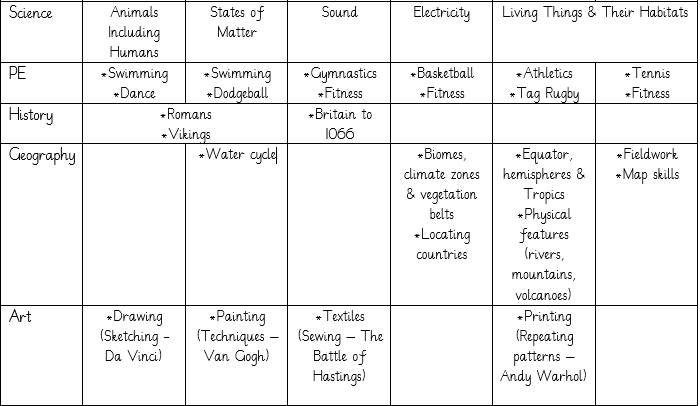 Science
Animals
Including
Humans
States of
Matter
Sound
Electricity
Living Things & Their Habitats
PE
*Swimming
*Dance
*Swimming
*Dodgeball
*Gymnastics
*Fitness
*Basketball
*Fitness
*Athletics
*Tag Rugby
*Tennis
*Fitness
History
*Romans
*Vikings
*Britain to
1066
Geography
*Water cycle
*Biomes,
climate zones
& vegetation
belts
*Locating
countries
*Equator,
hemispheres &
Tropics
*Physical
features
(rivers,
mountains,
volcanoes)
*Fieldwork
*Map skills
Art
*Drawing
(Sketching -
Da Vinci)
*Painting
(Techniques –
Van Gogh)
*Textiles
(Sewing – The
Battle of
Hastings)
*Printing
(Repeating
patterns –
Andy Warhol)